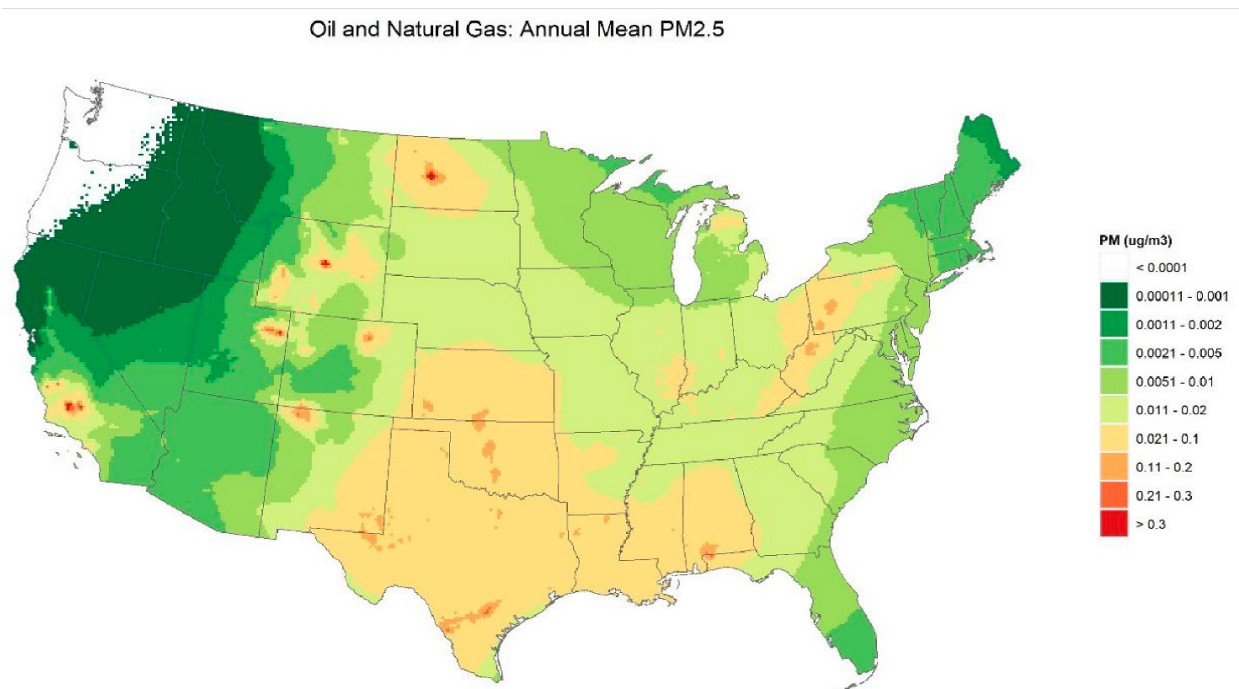 Oil and Natural Gas: Annual Mean PM2.5
PM (ug/m3)
< 0.0001
0.00011 - 0.001
0.0011 - 0.002
0.0021 - 0.005
0.0051 - 0.01
0.011 - 0.02
0.021 - 0.1
0.11 - 0.2
0.21 - 0.3
> 0.3